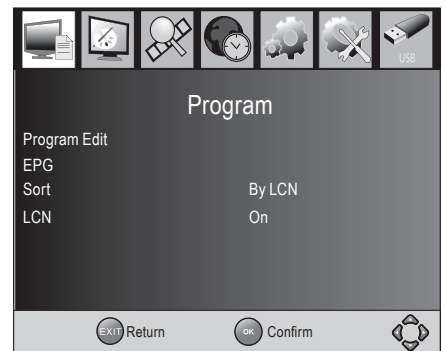 USB
Program
Program Edit
EPG
Sort By LCN
LCN On
EXIT Return OK Confirm